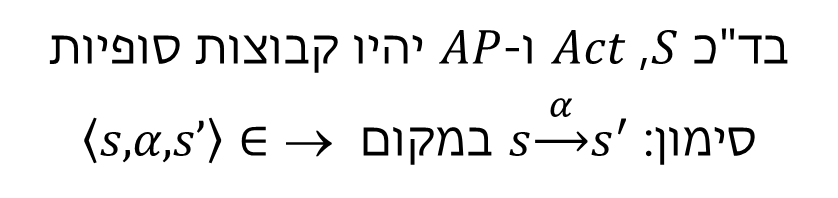 בד"כ S, Act ו-AP יהיו קבוצות סופיות
סימון: s ⟶α s′ במקום ⟨s,α,s’⟩ ∈ →